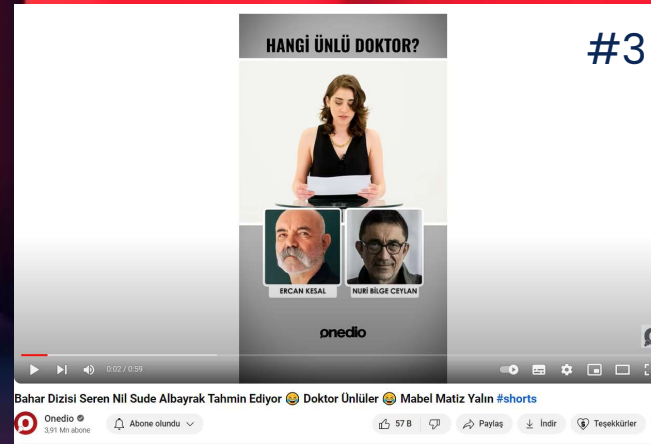 HANGİ ÜNLÜ DOKTOR?
#3
ERCAN KESAL
NURİ BİLGE CEYLAN
onedio
0:02 / 0:59
Bahar Dizisi Seren Nil Sude Albayrak Tahmin Ediyor 😂 Doktor Ünlüler 😂 Mabel Matiz Yalın #shorts
Onedio
3,91 Mn abone
Abone olundu
57 B
Paylaş
İndir
Teşekkürler